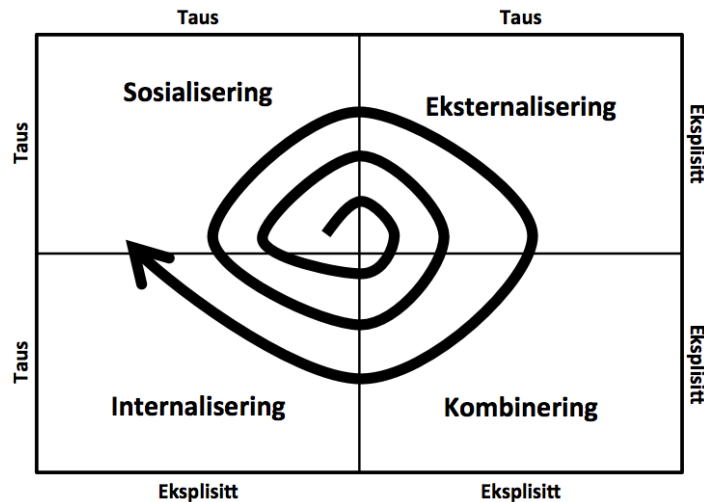 Taus
Taus
Sosialisering
Eksternalisering
Taus
Eksplisitt
Taus
Eksplisitt
Internalisering
Kombinering
Eksplisitt
Eksplisitt